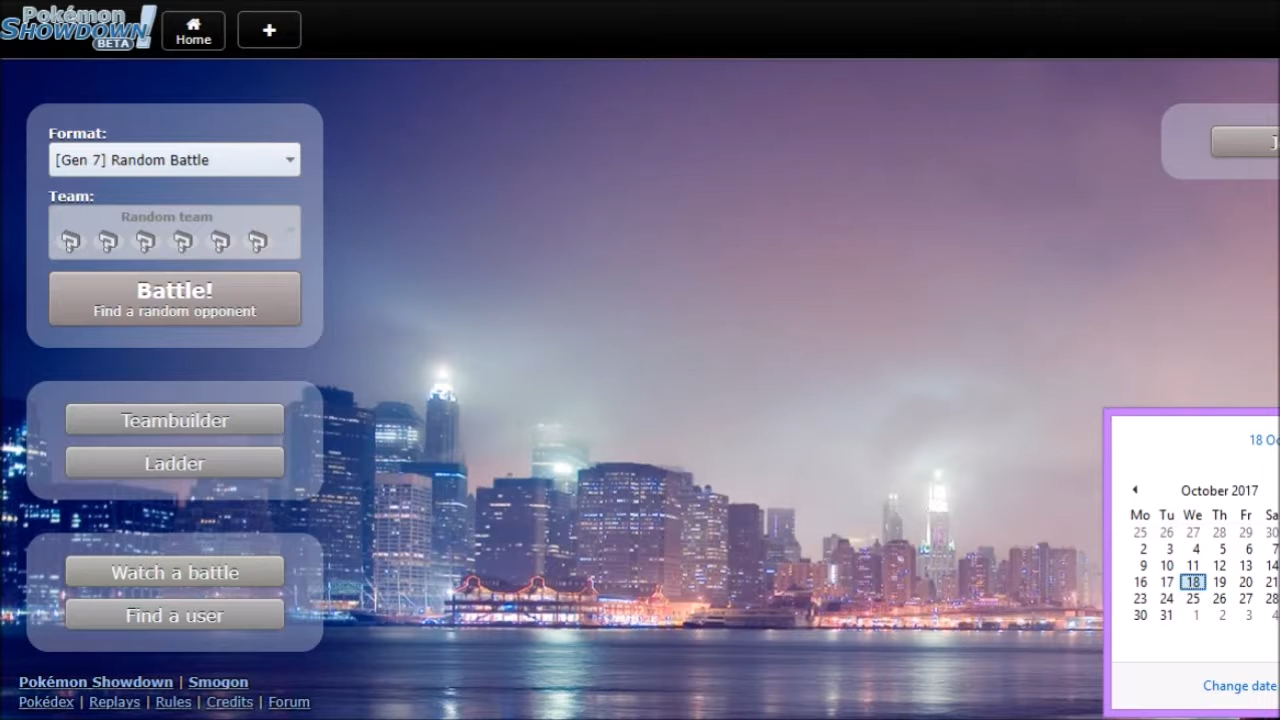 Pokémon
SHOWDOWN!
BETA
Home
+
Format:
[Gen 7] Random Battle
Team:
Random team
Battle!
Find a random opponent
Teambuilder
Ladder
Watch a battle
Find a user
Pokémon Showdown | Smogon
Pokédex | Replays | Rules | Credits | Forum
October 2017
Mo Tu We Th Fr Sa
25 26 27 28 29 30
2 3 4 5 6 7
9 10 11 12 13 14
16 17 18 19 20 21
23 24 25 26 27 28
30 31 1 2 3 4
Change date